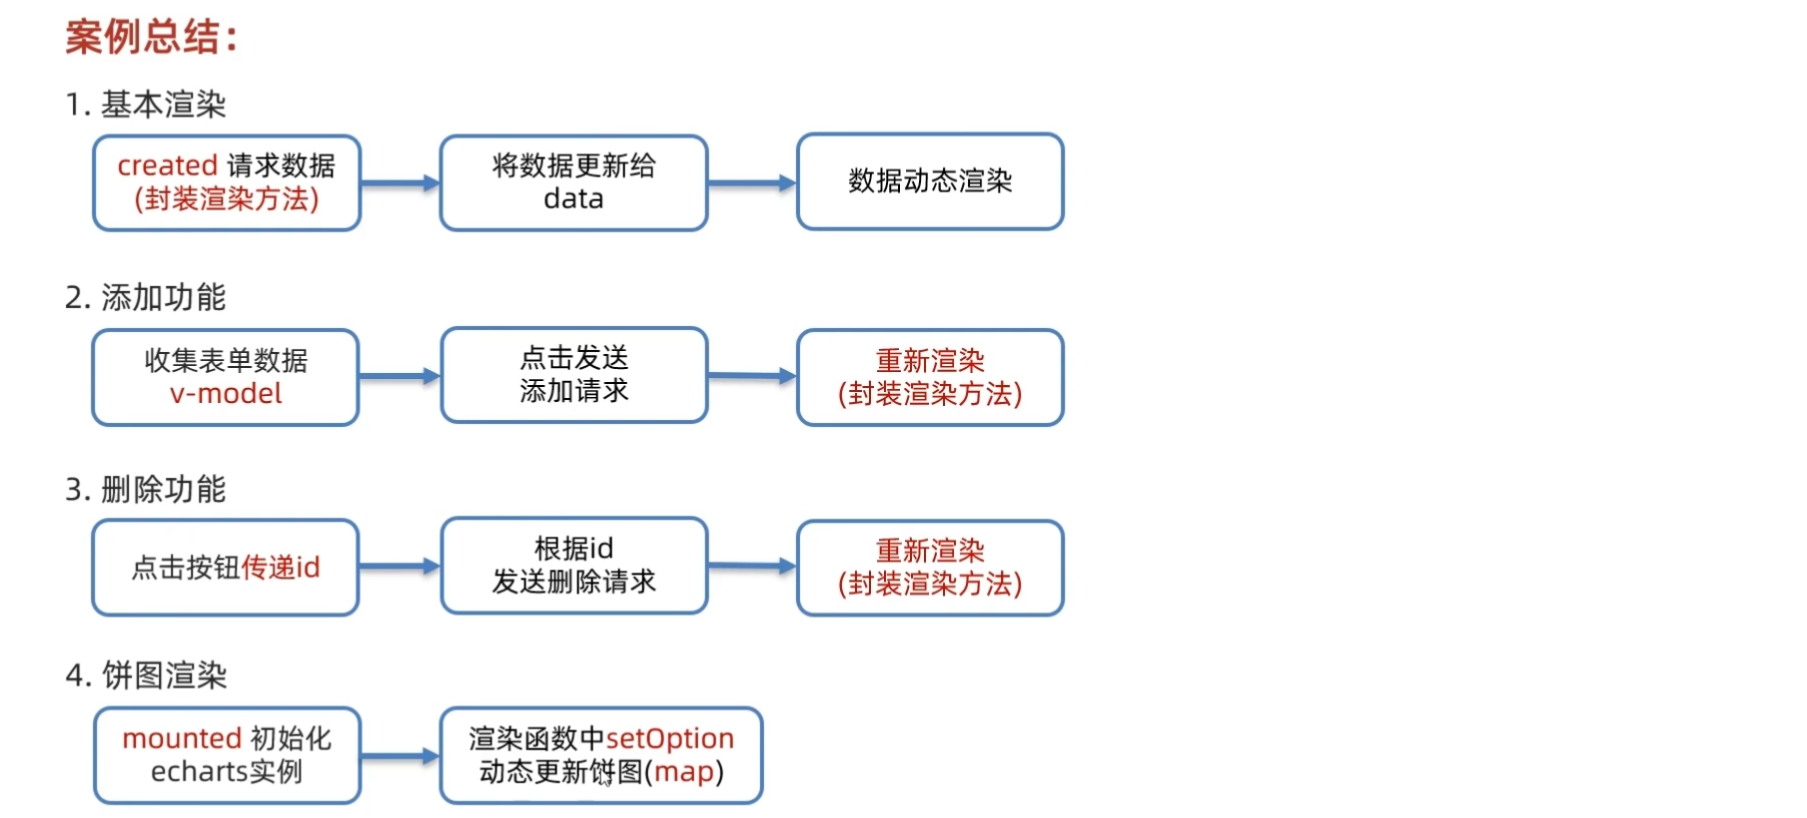 案例总结：
1. 基本渲染
created 请求数据
(封装渲染方法)
将数据更新给
data
数据动态渲染
2. 添加功能
收集表单数据
v-model
点击发送
添加请求
重新渲染
(封装渲染方法)
3. 删除功能
点击按钮传递id
根据id
发送删除请求
重新渲染
(封装渲染方法)
4. 饼图渲染
mounted 初始化
echarts实例
渲染函数中setOption
动态更新饼图(map)